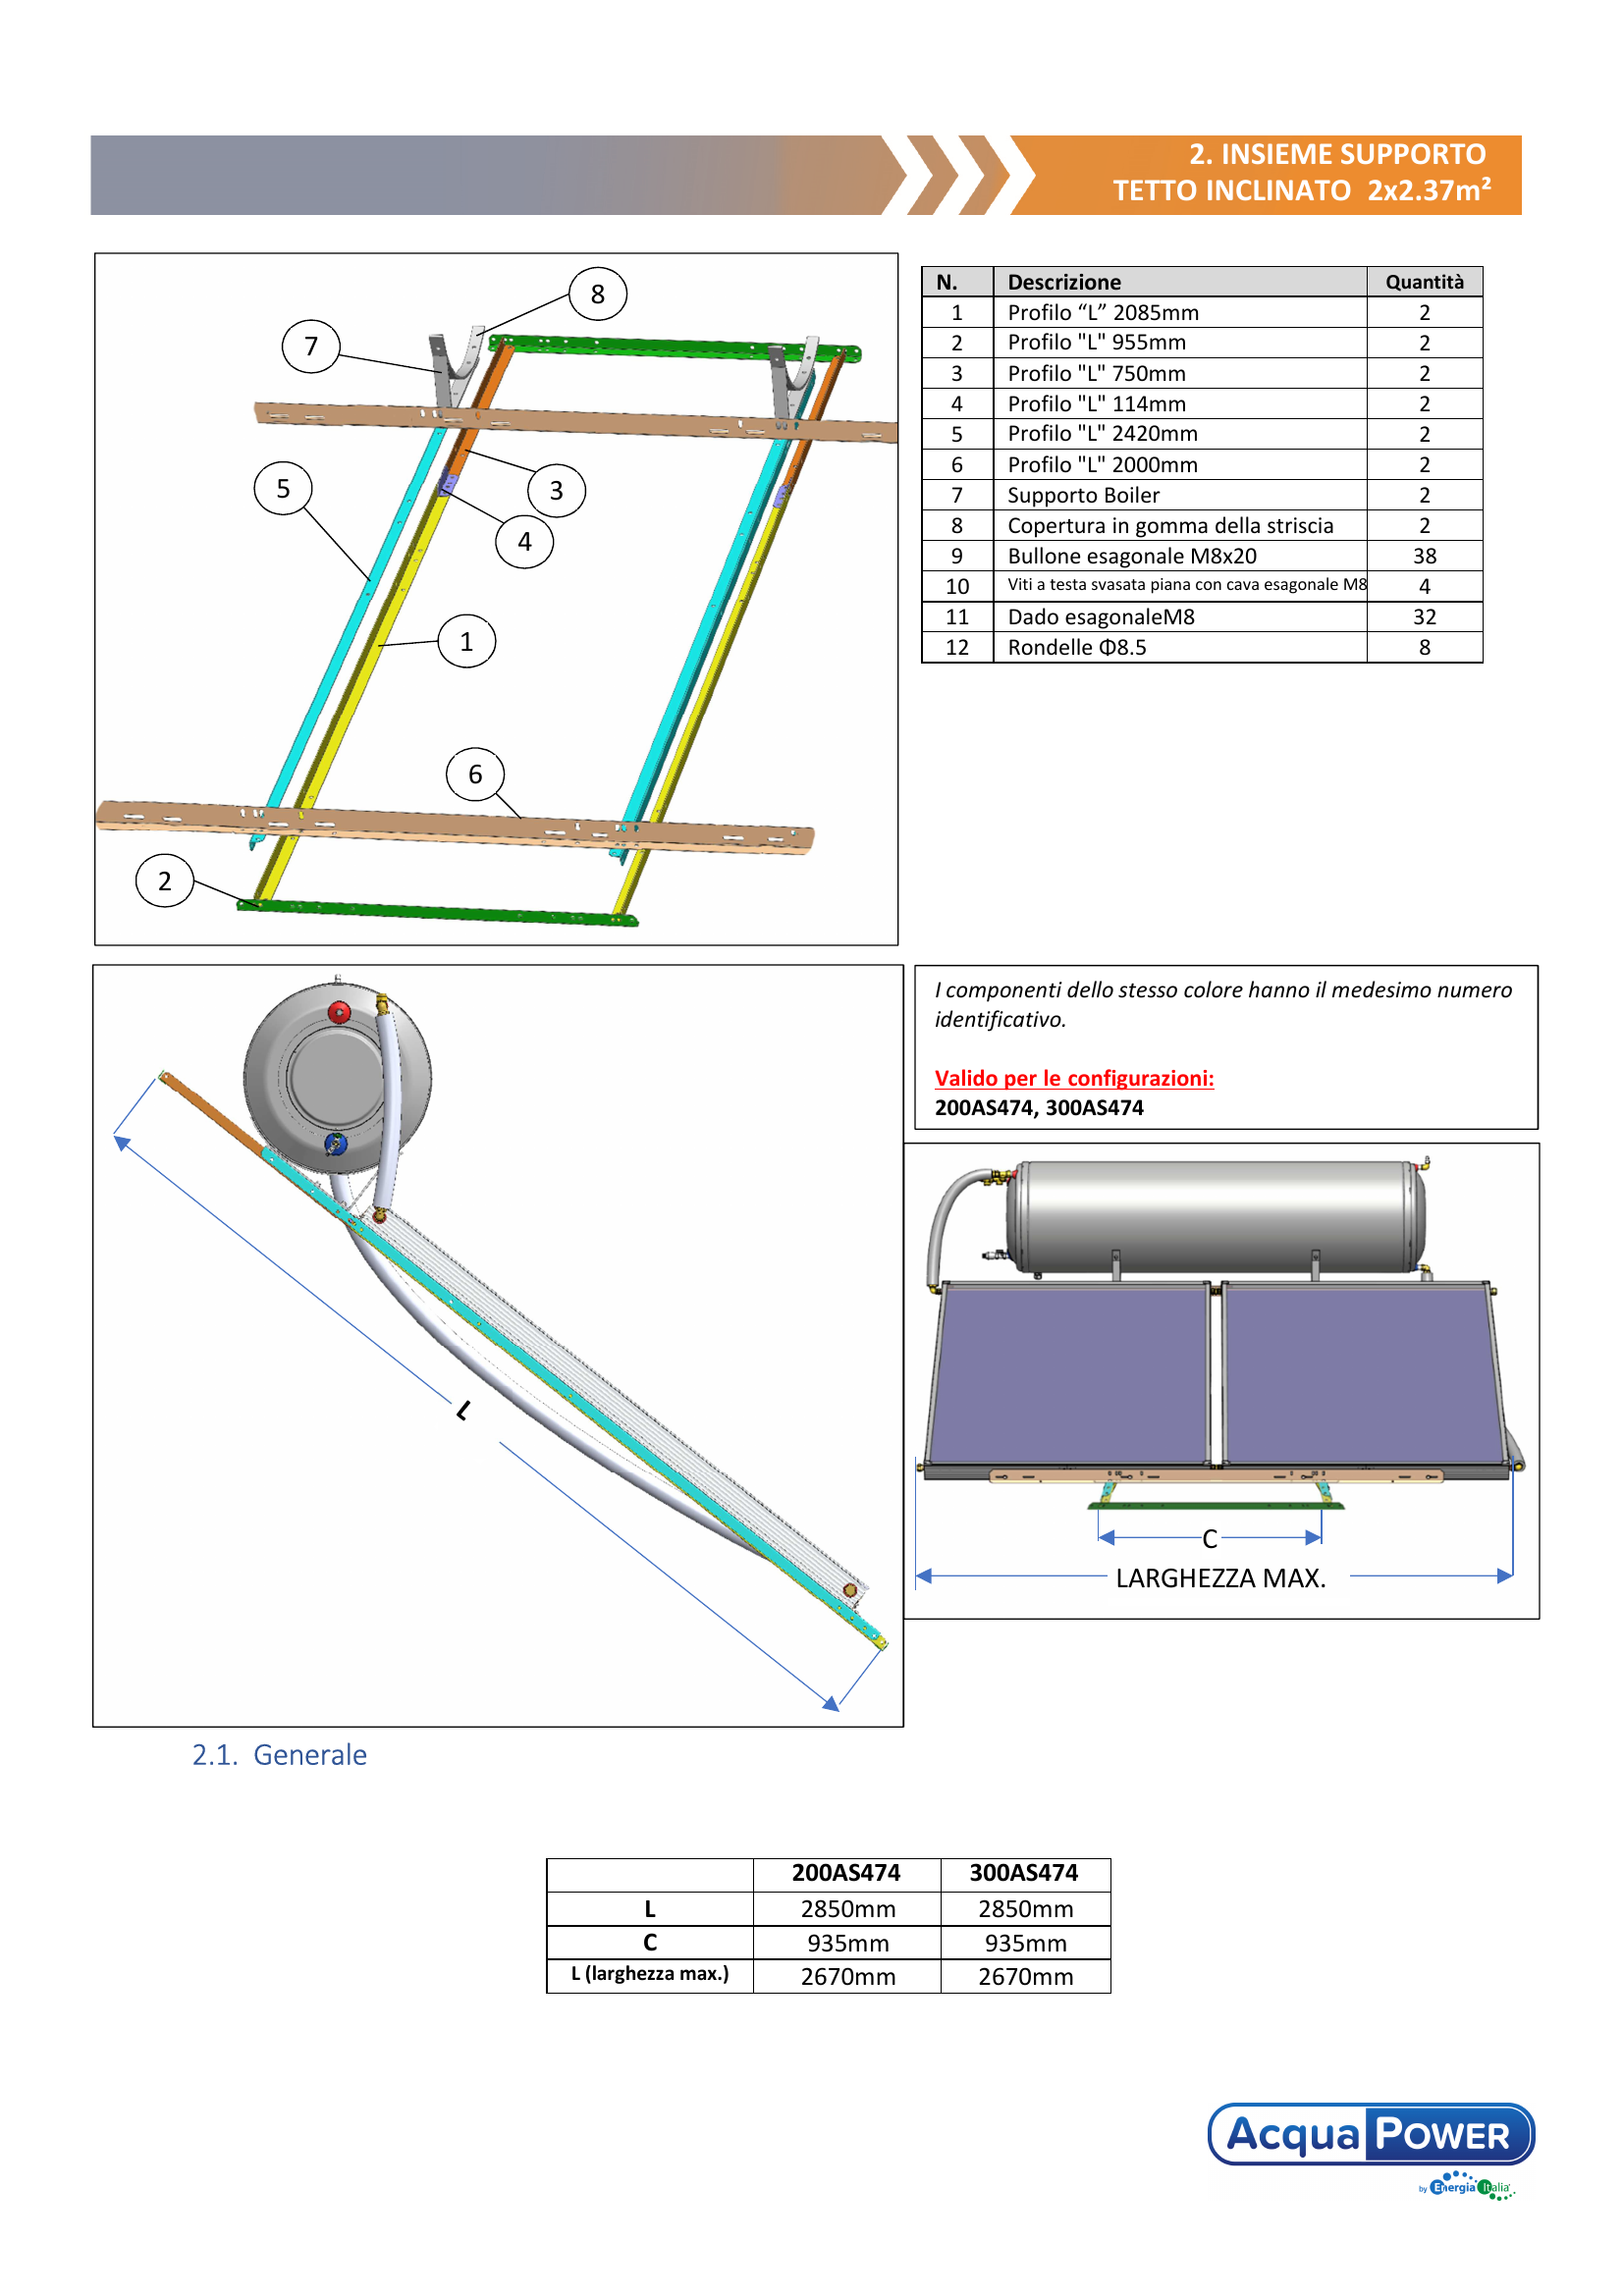 2. INSIEME SUPPORTO
TETTO INCLINATO 2x2.37m²
8
7
5
3
4
1
6
2
N. Descrizione Quantità
1 Profilo “L” 2085mm 2
2 Profilo "L" 955mm 2
3 Profilo "L" 750mm 2
4 Profilo "L" 114mm 2
5 Profilo "L" 2420mm 2
6 Profilo "L" 2000mm 2
7 Supporto Boiler 2
8 Copertura in gomma della striscia 2
9 Bullone esagonale M8x20 38
10 Viti a testa svasata piana con cava esagonale M8 4
11 Dado esagonaleM8 32
12 Rondelle Φ8.5 8
L
I componenti dello stesso colore hanno il medesimo numero
identificativo.
Valido per le configurazioni:
200AS474, 300AS474
C
LARGHEZZA MAX.
2.1. Generale
200AS474 300AS474
L 2850mm 2850mm
C 935mm 935mm
L (larghezza max.) 2670mm 2670mm
Acqua POWER
by Energia Italia